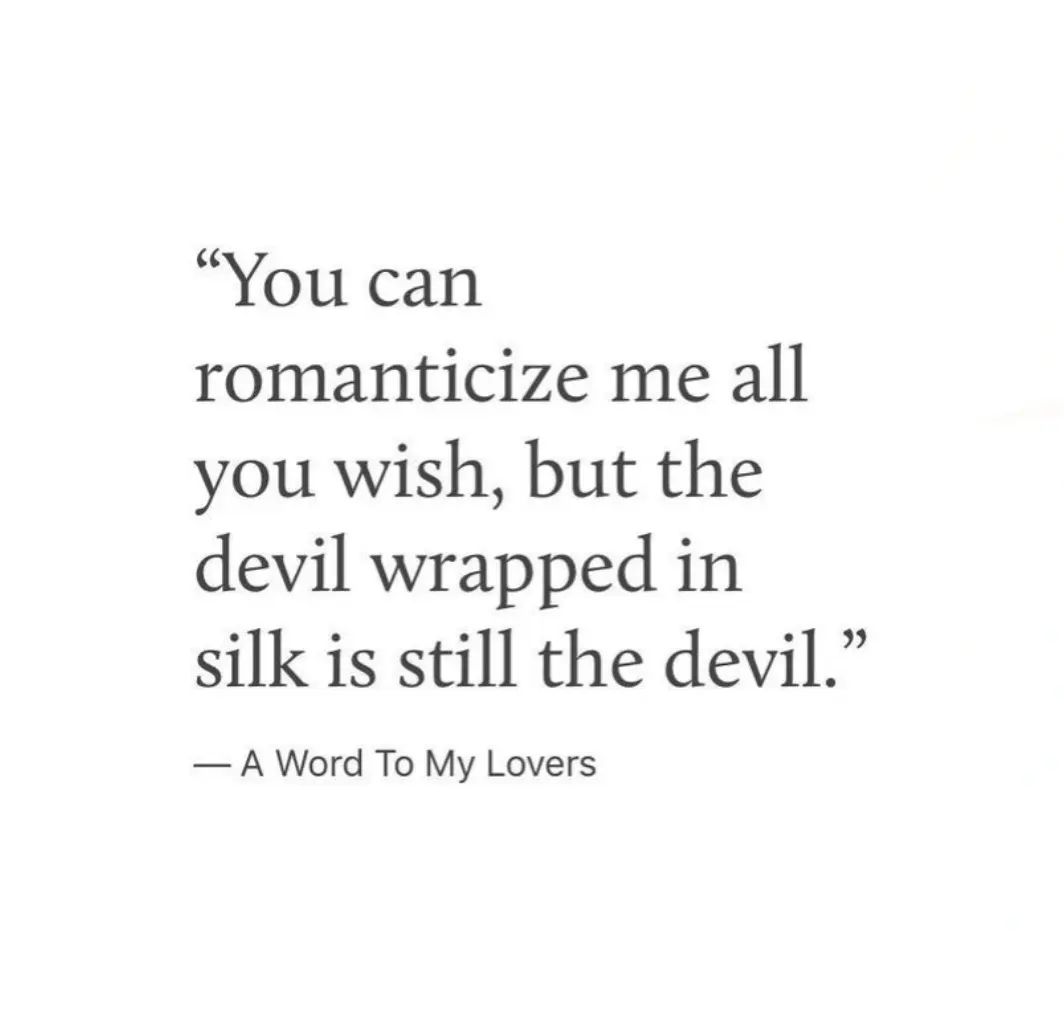 “You can
romanticize me all
you wish, but the
devil wrapped in
silk is still the devil.”
— A Word To My Lovers